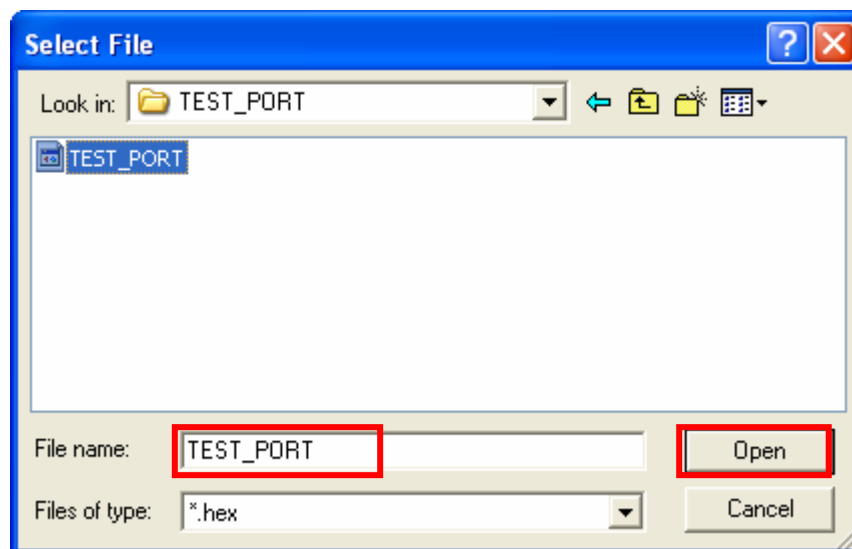 Select File
Look in: TEST_PORT
TEST_PORT
File name: TEST_PORT Open
Files of type: *.hex Cancel